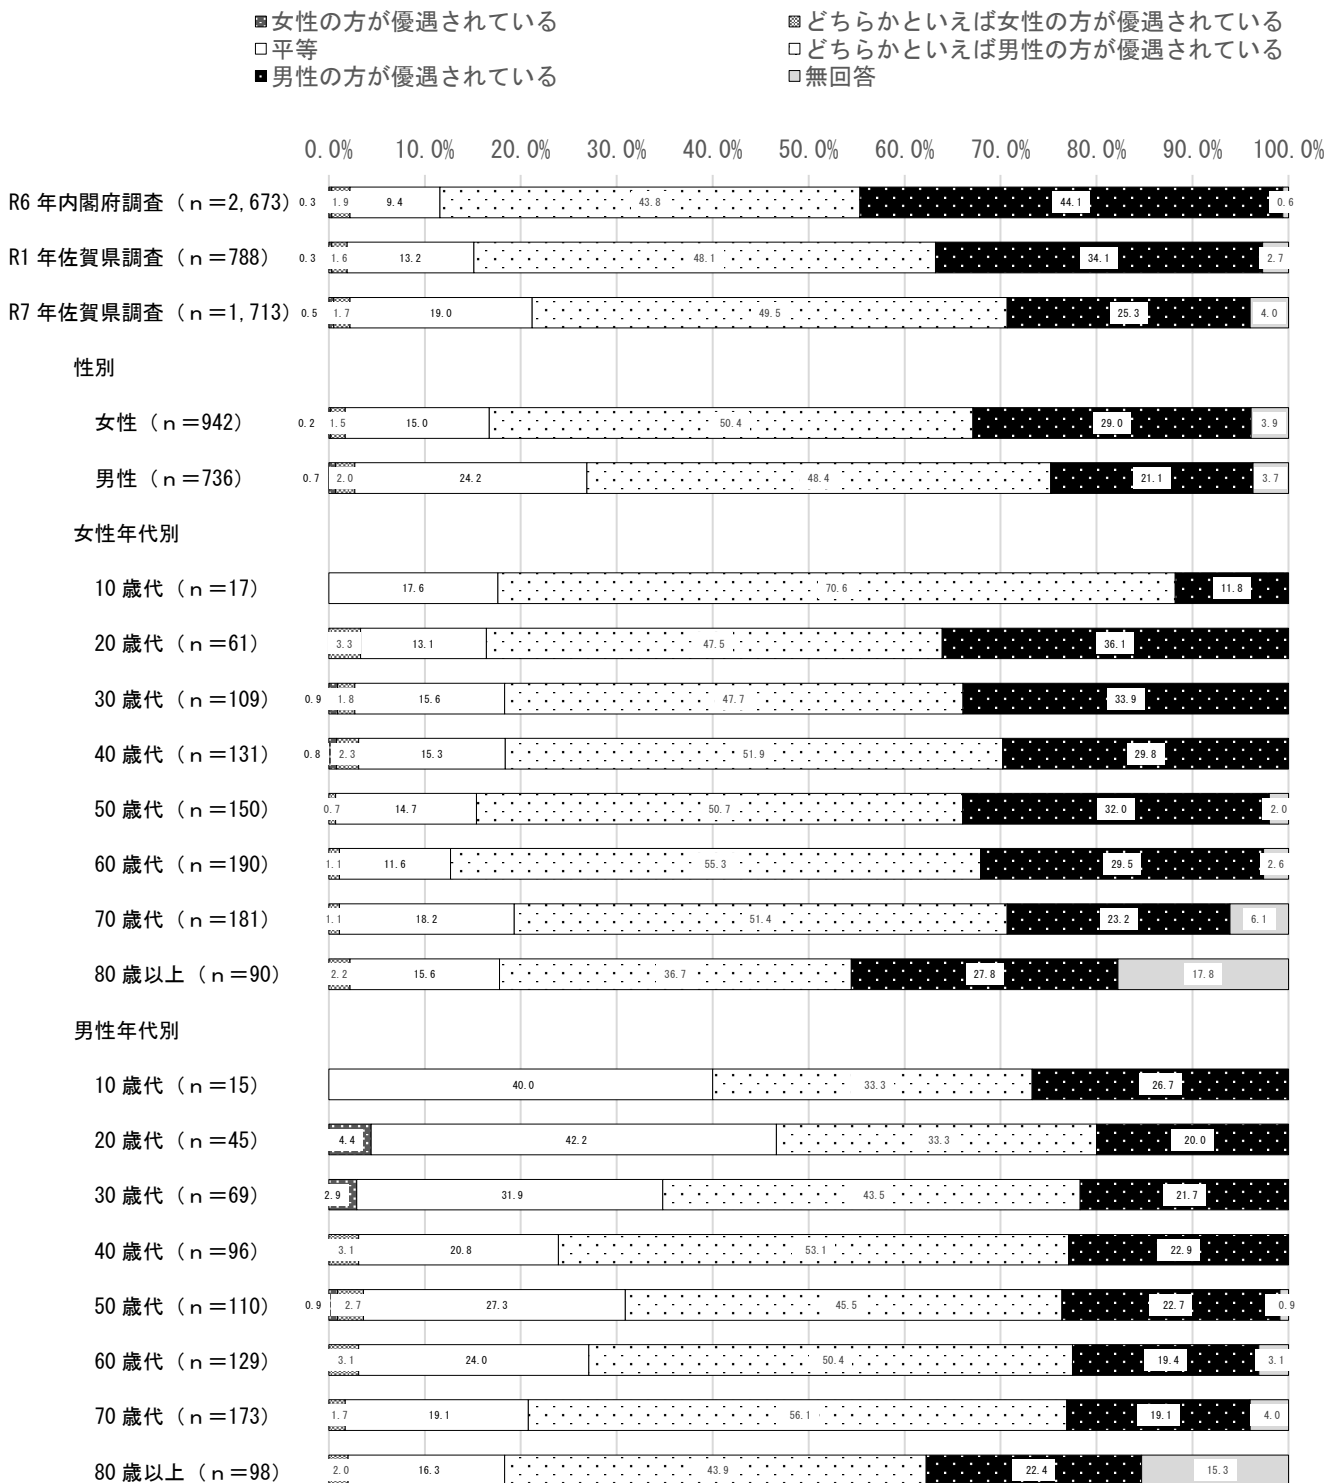 女性の方が優遇されている どちらかといえば女性の方が優遇されている
平等 どちらかといえば男性の方が優遇されている
男性の方が優遇されている 無回答
0.0% 10.0% 20.0% 30.0% 40.0% 50.0% 60.0% 70.0% 80.0% 90.0% 100.0%
R6 年内閣府調査（ｎ＝2,673) 0.3 1.9 9.4 43.8 44.1 0.6
R1 年佐賀県調査（ｎ＝788） 0.3 1.6 13.2 48.1 34.1 2.7
R7 年佐賀県調査（ｎ＝1,713) 0.5 1.7 19.0 49.5 25.3 4.0
性別
女性（ｎ＝942） 0.2 1.5 15.0 50.4 29.0 3.9
男性（ｎ＝736） 0.7 2.0 24.2 48.4 21.1 3.7
女性年代別
10 歳代（ｎ＝17） 17.6 70.6 11.8
20 歳代（ｎ＝61） 3.3 13.1 47.5 36.1
30 歳代（ｎ＝109） 0.9 1.8 15.6 47.7 33.9
40 歳代（ｎ＝131） 0.8 2.3 15.3 51.9 29.8
50 歳代（ｎ＝150） 0.7 14.7 50.7 32.0 2.0
60 歳代（ｎ＝190） 1.1 11.6 55.3 29.5 2.6
70 歳代（ｎ＝181） 1.1 18.2 51.4 23.2 6.1
80 歳以上（ｎ＝90） 2.2 15.6 36.7 27.8 17.8
男性年代別
10 歳代（ｎ＝15） 40.0 33.3 26.7
20 歳代（ｎ＝45） 4.4 42.2 33.3 20.0
30 歳代（ｎ＝69） 2.9 31.9 43.5 21.7
40 歳代（ｎ＝96） 3.1 20.8 53.1 22.9
50 歳代（ｎ＝110） 0.9 2.7 27.3 45.5 22.7 0.9
60 歳代（ｎ＝129） 3.1 24.0 50.4 19.4 3.1
70 歳代（ｎ＝173） 1.7 19.1 56.1 19.1 4.0
80 歳以上（ｎ＝98） 2.0 16.3 43.9 22.4 15.3